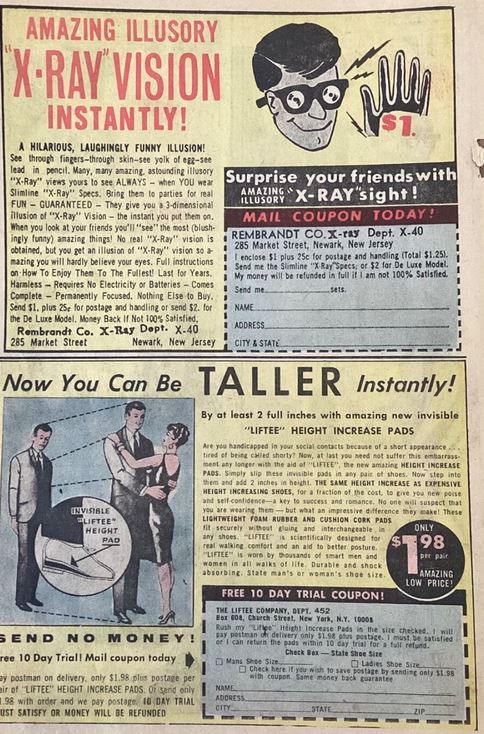 AMAZING ILLUSORY
"X-RAY" VISION
INSTANTLY!
A HILARIOUS, LAUGHINGLY FUNNY ILLUSION!
See through fingers—through skin—see yolk of egg—see
lead in pencil. Many, many amazing, astounding illusory
"X-Ray" views yours to see ALWAYS — when YOU wear
Slimline "X-Ray" Specs. Bring them to parties for real
FUN — GUARANTEED — They give you a 3-dimensional
illusion of "X-Ray" Vision — the instant you put them on.
When you look at your friends you'll "see" the most (blush-
ingly funny) amazing things! No real "X-Ray" vision is
obtained, but you get an illusion of "X-Ray" vision so a-
mazing you will hardly believe your eyes. Full instructions
on How To Enjoy Them To The Fullest! Last for Years.
Harmless — Requires No Electricity or Batteries — Comes
Complete — Permanently Focused. Nothing Else to Buy.
Send $1, plus 25¢ for postage and handling or send $2. for
the De Luxe Model. Money Back If Not 100% Satisfied.
Rembrandt Co. X-Ray Dept. X-40
285 Market Street Newark, New Jersey
$1.
Surprise your friends with
AMAZING ILLUSORY "X-RAY" sight!
MAIL COUPON TODAY!
REMBRANDT CO. X-ray Dept. X-40
285 Market Street, Newark, New Jersey
I enclose $1 plus 25c for postage and handling (Total $1.25).
Send me the Slimline "X-Ray" Specs, or $2 for De Luxe Model.
My money will be refunded in full if I am not 100% Satisfied.
Send me sets.
NAME
ADDRESS
CITY & STATE
Now You Can Be TALLER Instantly!
By at least 2 full inches with amazing new invisible
"LIFTEE" HEIGHT INCREASE PADS
Are you handicapped in your social contacts because of a short appearance . . .
tired of being called shorty? Now, at last you need not suffer this embarrass-
ment any longer with the aid of "LIFTEE", the new amazing HEIGHT INCREASE
PADS. Simply slip these invisible pads in any pair of shoes. Now step into
them and add 2 inches in height. THE SAME HEIGHT INCREASE AS EXPENSIVE
HEIGHT INCREASING SHOES, for a fraction of the cost, to give you new poise
and self-confidence—a key to success and romance. No one will suspect that
you are wearing them — but what an impressive difference they make! These
LIGHTWEIGHT FOAM RUBBER AND CUSHION CORK PADS
fit securely without gluing and interchangeable in
any shoes. "LIFTEE" is scientifically designed for
real walking comfort and an aid to better posture.
"LIFTEE" is worn by thousands of smart men and
women in all walks of life. Durable and shock
absorbing. State man's or woman's shoe size.
ONLY
$1.98
per pair
AMAZING
LOW PRICE!
INVISIBLE
"LIFTEE"
HEIGHT
PAD
SEND NO MONEY!
ree 10 Day Trial! Mail coupon today
ay postman on delivery, only $1.98 plus postage per
air of "LIFTEE" HEIGHT INCREASE PADS. Or send only
1.98 with order and we pay postage. 10 DAY TRIAL
UST SATISFY OR MONEY WILL BE REFUNDED
FREE 10 DAY TRIAL COUPON!
THE LIFTEE COMPANY, DEPT. 452
Box 608, Church Street, New York, N.Y. 10008
Rush my "Liftee" Height Increase Pads in the size checked. I will
pay postman on delivery only $1.98 plus postage. I must be satisfied
or I can return the pads within 10 day trial for a full refund.
Check Box — State Shoe Size
Mans Shoe Size Ladies Shoe Size
Check here if you wish to save postage by sending only $1.98
with coupon. Same money back guarantee
NAME
ADDRESS
CITY STATE ZIP